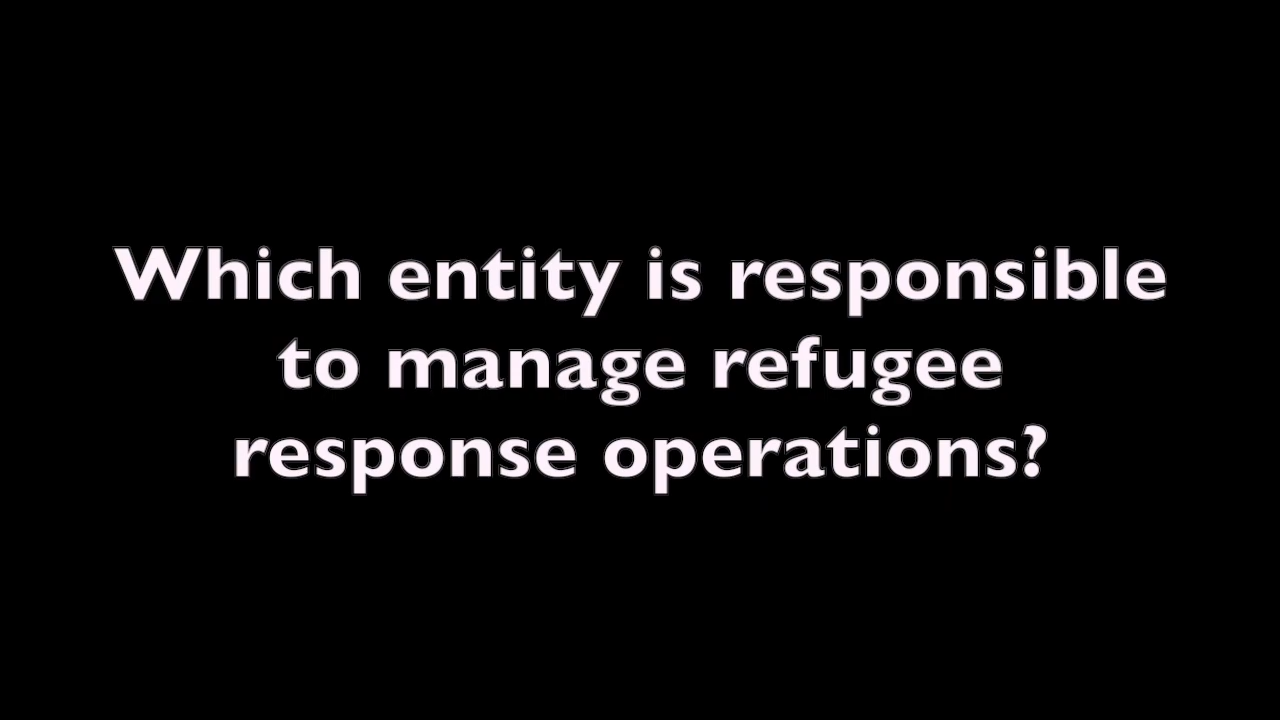 Which entity is responsible
to manage refugee
response operations?